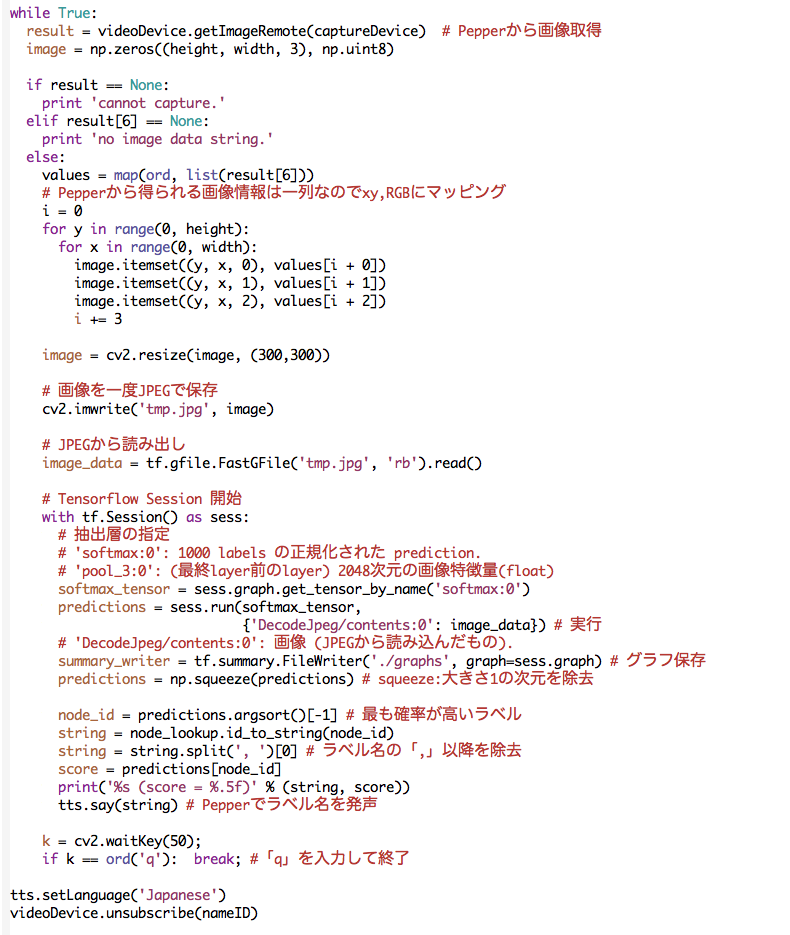 while True:
  result = videoDevice.getImageRemote(captureDevice)  # Pepperから画像取得
  image = np.zeros((height, width, 3), np.uint8)

  if result == None:
    print 'cannot capture.'
  elif result[6] == None:
    print 'no image data string.'
  else:
    values = map(ord, list(result[6]))
    # Pepperから得られる画像情報は一列なのでxy,RGBにマッピング
    i = 0
    for y in range(0, height):
      for x in range(0, width):
        image.itemset((y, x, 0), values[i + 0])
        image.itemset((y, x, 1), values[i + 1])
        image.itemset((y, x, 2), values[i + 2])
        i += 3

    image = cv2.resize(image, (300,300))

    # 画像を一度JPEGで保存
    cv2.imwrite('tmp.jpg', image)

    # JPEGから読み出し
    image_data = tf.gfile.FastGFile('tmp.jpg', 'rb').read()

    # Tensorflow Session 開始
    with tf.Session() as sess:
      # 抽出層の指定
      # 'softmax:0': 1000 labels の正規化された prediction.
      # 'pool_3:0': (最終layer前のlayer) 2048次元の画像特徴量(float)
      softmax_tensor = sess.graph.get_tensor_by_name('softmax:0')
      predictions = sess.run(softmax_tensor,
                             {'DecodeJpeg/contents:0': image_data}) # 実行
      # 'DecodeJpeg/contents:0': 画像 (JPEGから読み込んだもの).
      summary_writer = tf.summary.FileWriter('./graphs', graph=sess.graph) # グラフ保存
      predictions = np.squeeze(predictions) # squeeze:大きさ1の次元を除去

      node_id = predictions.argsort()[-1] # 最も確率が高いラベル
      string = node_lookup.id_to_string(node_id)
      string = string.split(', ')[0] # ラベル名の「,」以降を除去
      score = predictions[node_id]
      print('%s (score = %.5f)' % (string, score))
      tts.say(string) # Pepperでラベル名を発声

    k = cv2.waitKey(50);
    if k == ord('q'):  break; #「q」を入力して終了

tts.setLanguage('Japanese')
videoDevice.unsubscribe(nameID)